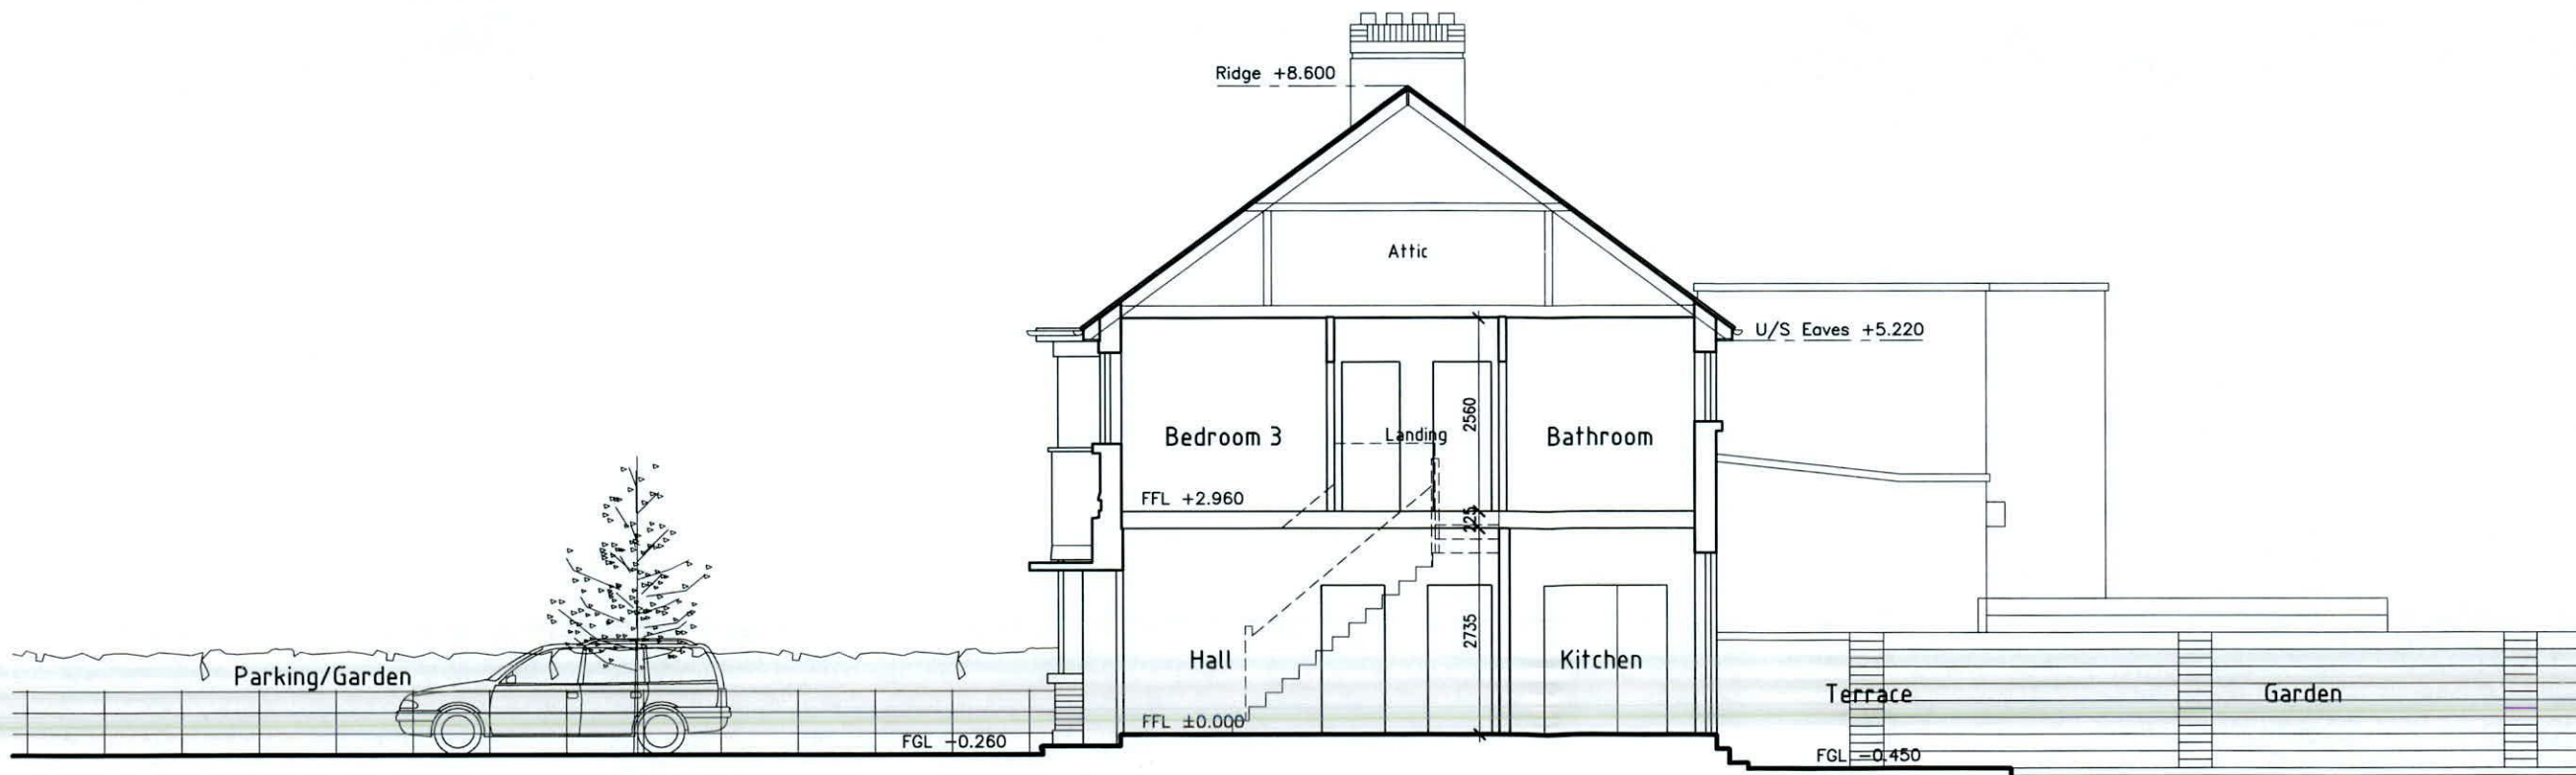 Ridge +8.600
Attic
U/S Eaves +5.220
2560
Bedroom 3
Landing
Bathroom
FFL +2.960
225
2735
Hall
Kitchen
Parking/Garden
Terrace
Garden
FFL ±0.000
FGL -0.260
FGL -0.450